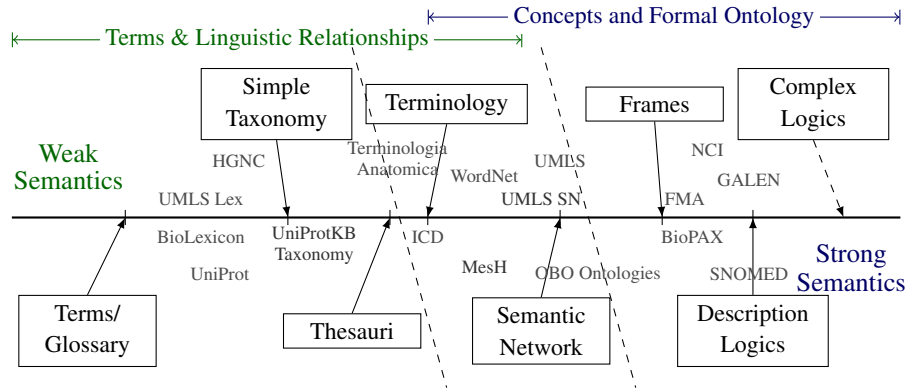 Concepts and Formal Ontology
Terms & Linguistic Relationships
Simple
Taxonomy
Terminology
Frames
Complex
Logics
Weak
Semantics
HGNC
Terminologia
Anatomica
WordNet
UMLS
NCI
GALEN
UMLS Lex
UMLS SN
FMA
BioLexicon
UniProtKB
Taxonomy
ICD
BioPAX
UniProt
MesH
OBO Ontologies
SNOMED
Strong
Semantics
Terms/
Glossary
Thesauri
Semantic
Network
Description
Logics